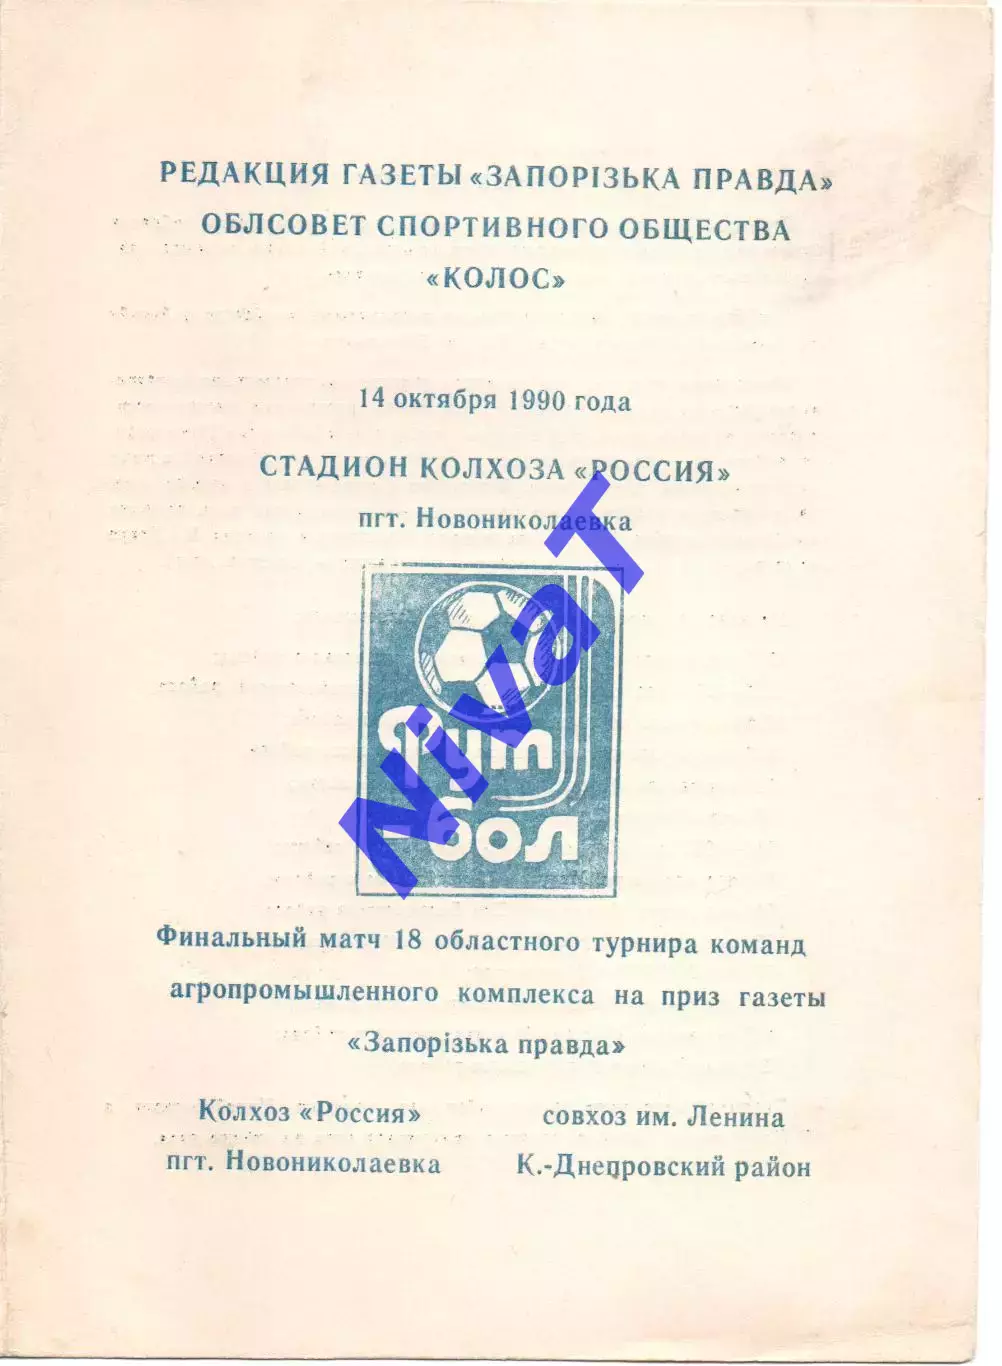 РЕДАКЦИЯ ГАЗЕТЫ «ЗАПОРІЗЬКА ПРАВДА»
ОБЛСОВЕТ СПОРТИВНОГО ОБЩЕСТВА
«КОЛОС»
14 октября 1990 года
СТАДИОН КОЛХОЗА «РОССИЯ»
пгт. Новониколаевка
Фут
-бол
NivaT
Финальный матч 18 областного турнира команд
агропромышленного комплекса на приз газеты
«Запорізька правда»
Колхоз «Россия» совхоз им. Ленина
пгт. Новониколаевка К.-Днепровский район